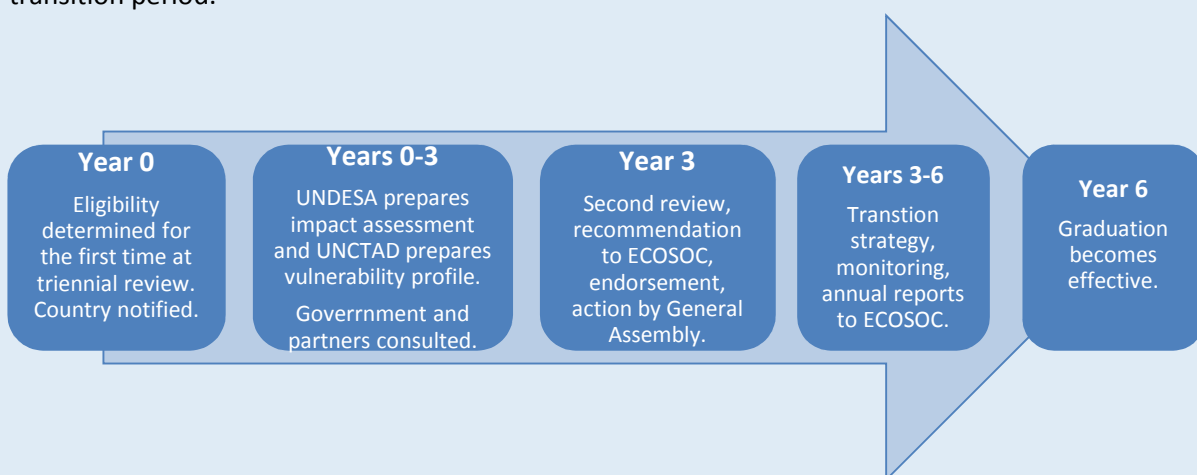 transition period.
Year 0
Eligibility
determined for
the first time at
triennial review.
Country notified.
Years 0-3
UNDESA prepares
impact assessment
and UNCTAD prepares
vulnerability profile.
Goverrnment and
partners consulted.
Year 3
Second review,
recommendation
to ECOSOC,
endorsement,
action by General
Assembly.
Years 3-6
Transtion
strategy,
monitoring,
annual reports
to ECOSOC.
Year 6
Graduation
becomes
effective.